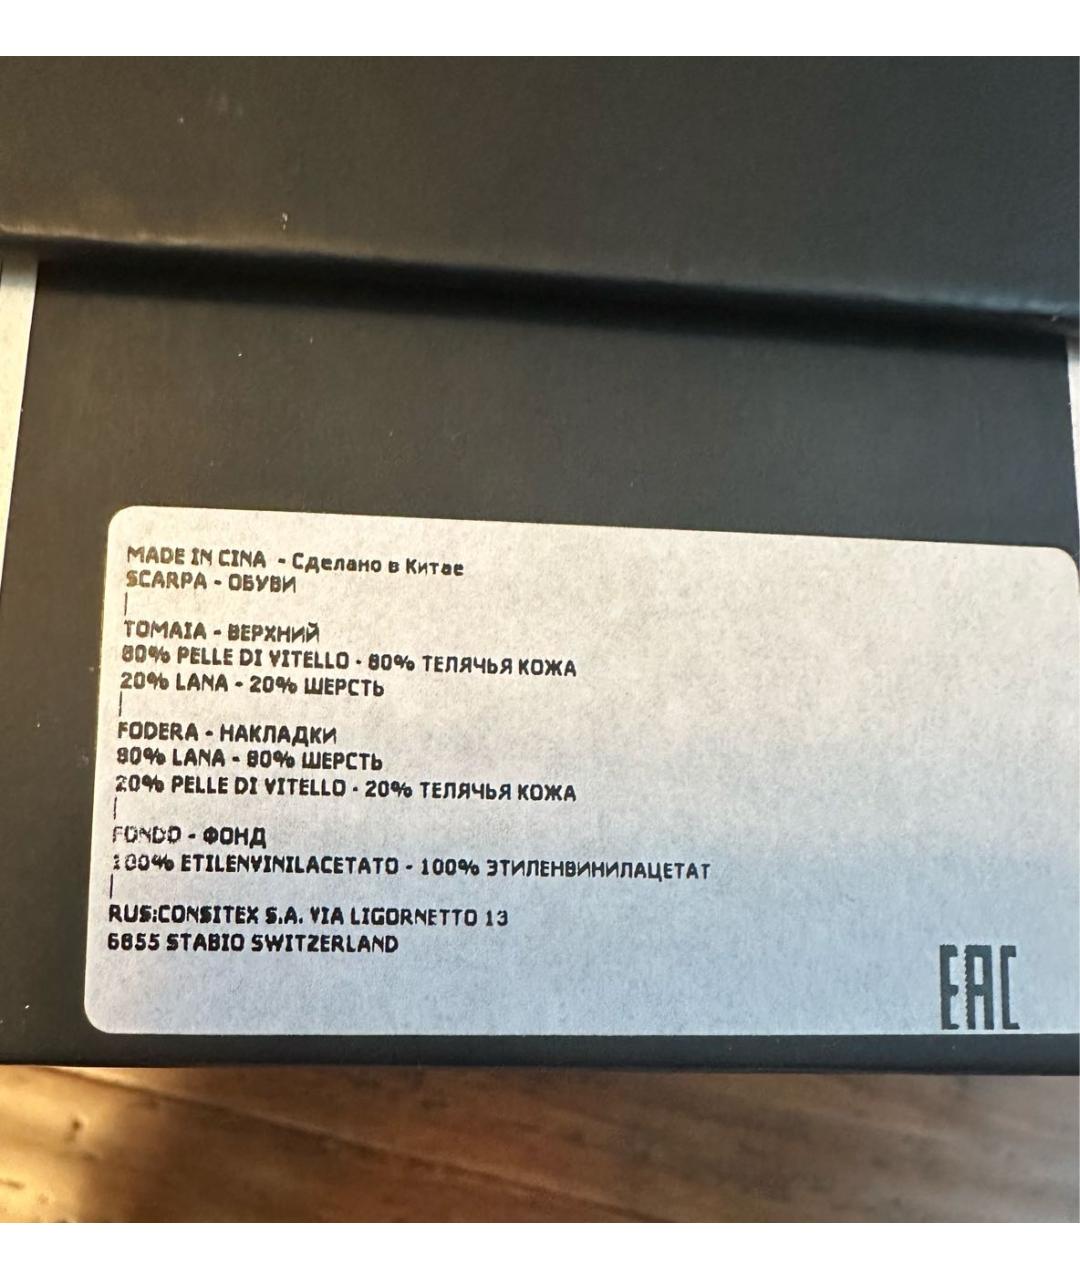 MADE IN CINA - Сделано в Китае
SCARPA - ОБУВИ
|
TOMAIA - ВЕРХНИЙ
80% PELLE DI VITELLO - 80% ТЕЛЯЧЬЯ КОЖА
20% LANA - 20% ШЕРСТЬ
|
FODERA - НАКЛАДКИ
80% LANA - 80% ШЕРСТЬ
20% PELLE DI VITELLO - 20% ТЕЛЯЧЬЯ КОЖА
|
FONDO - ФОНД
100% ETILENVINILACETATO - 100% ЭТИЛЕНВИНИЛАЦЕТАТ
|
RUS:CONSITEX S.A. VIA LIGORNETTO 13
6855 STABIO SWITZERLAND
EAC